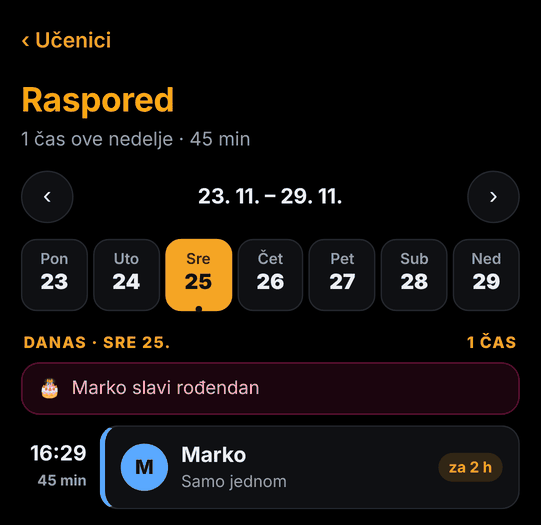 ‹ Učenici
Raspored
1 čas ove nedelje · 45 min
‹ 23. 11. – 29. 11. ›
Pon Uto Sre Čet Pet Sub Ned
23 24 25 26 27 28 29
DANAS · SRE 25. 1 ČAS
🎂 Marko slavi rođendan
16:29 Marko
45 min M Samo jednom za 2 h